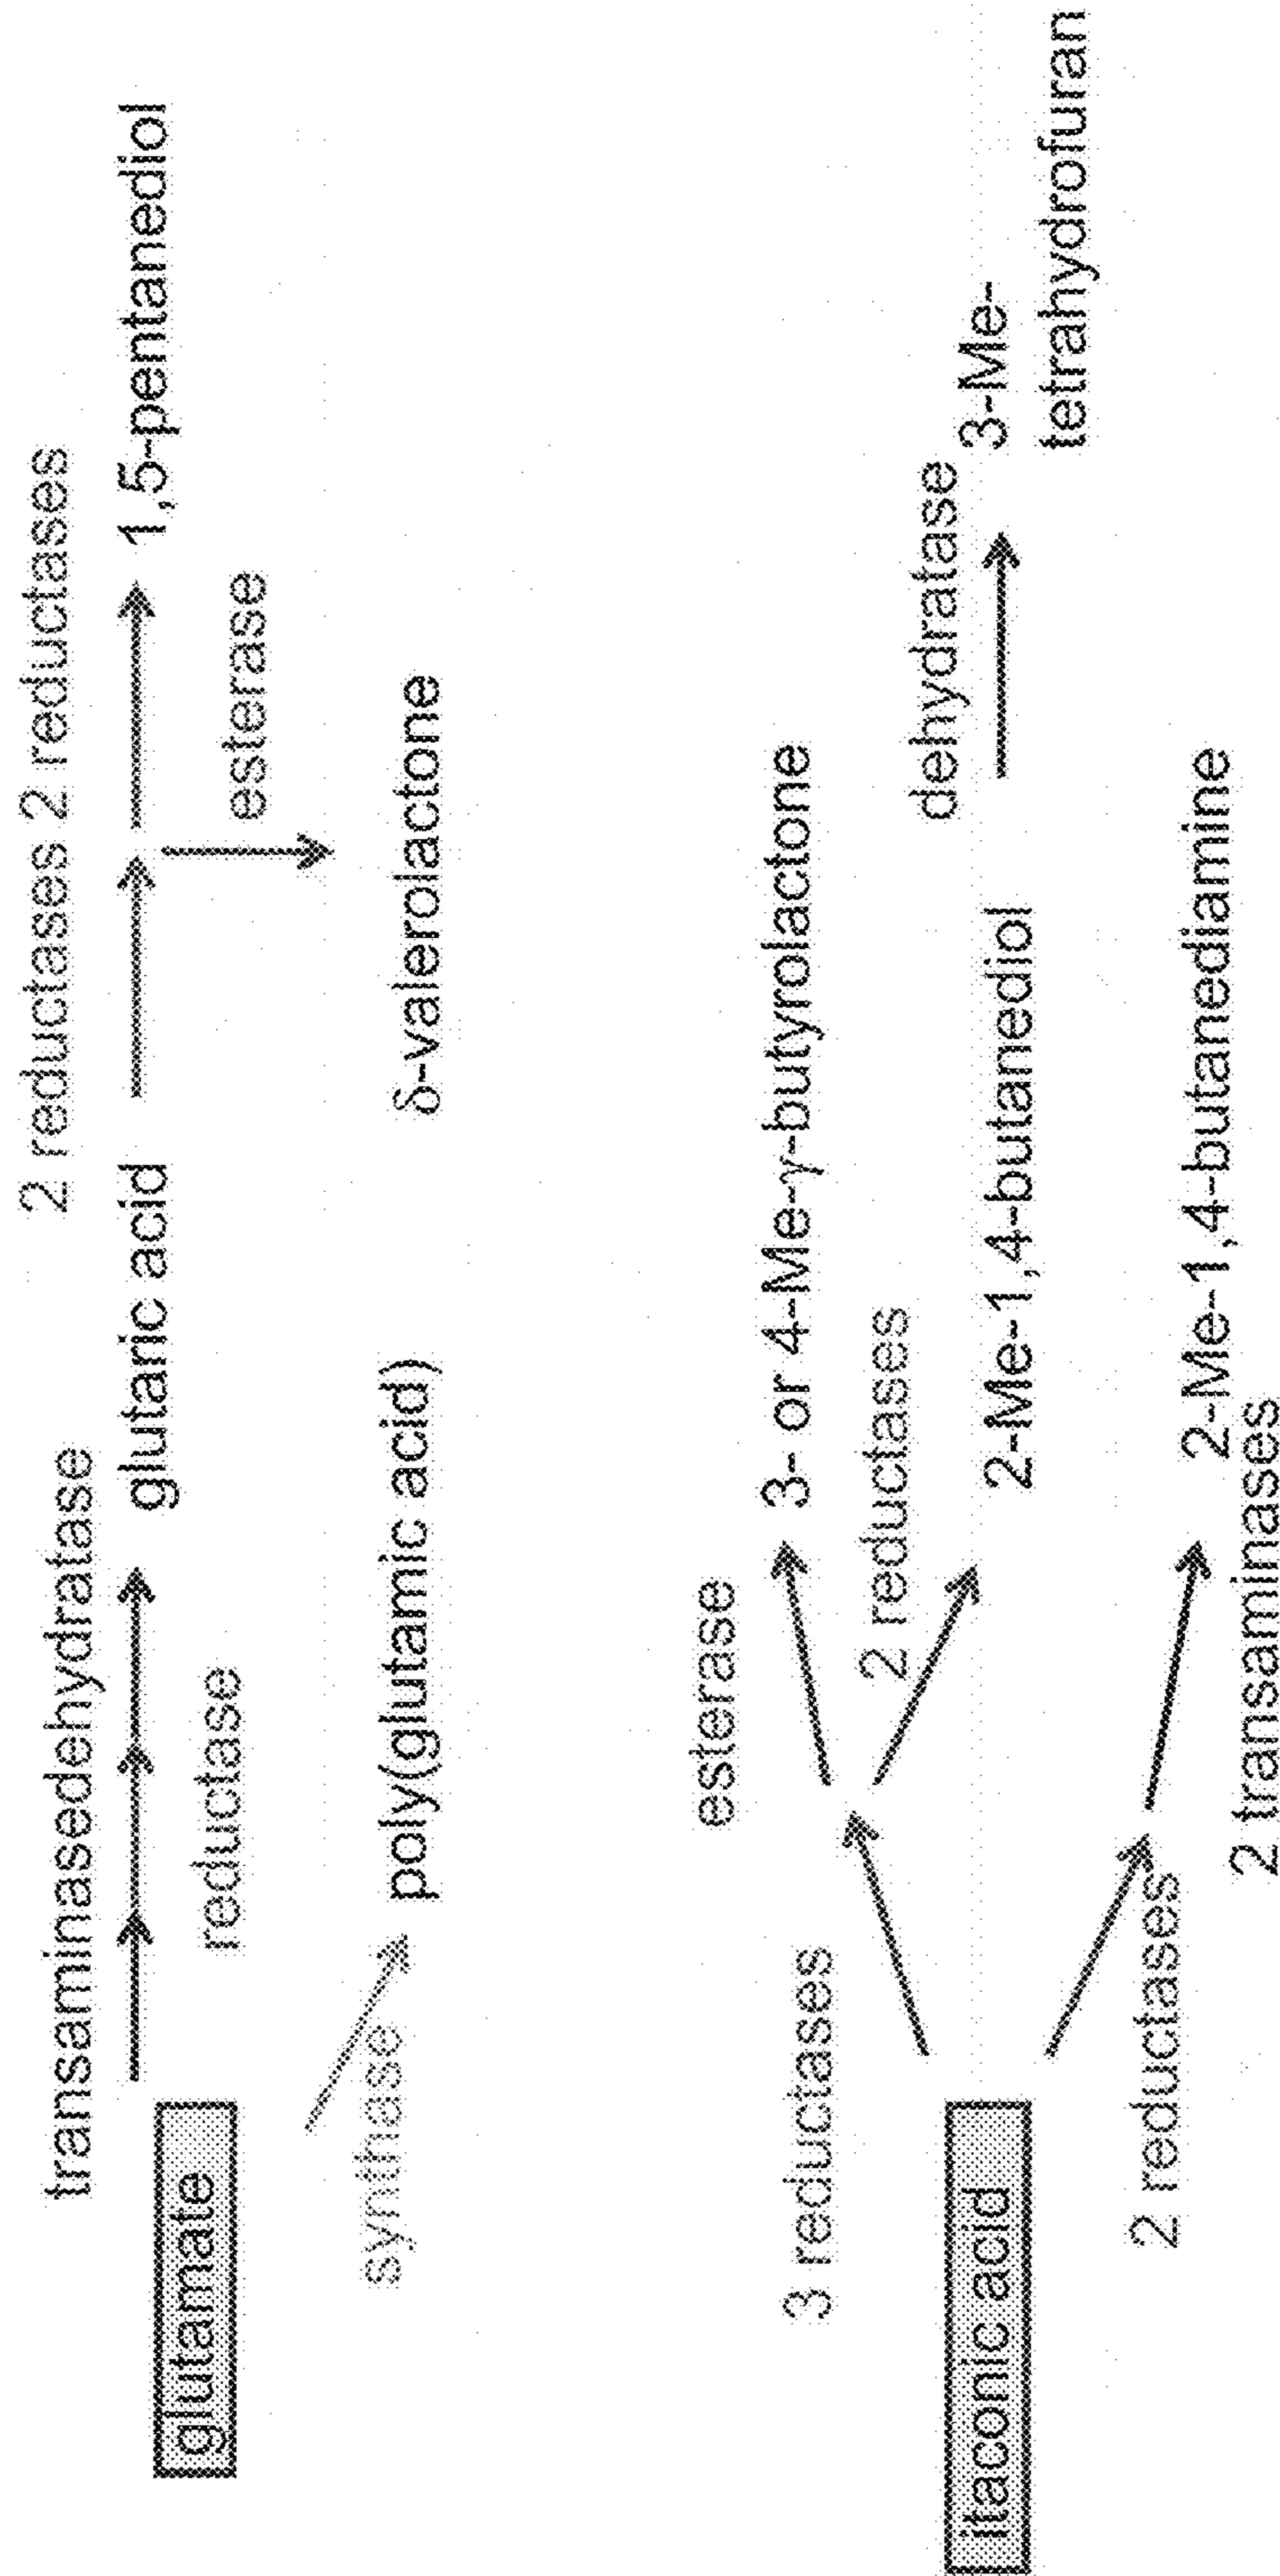 transaminasedehydratase
2 reductases 2 reductases
glutamate
glutaric acid
1,5-pentanediol
reductase
esterase
synthase
poly(glutamic acid)
δ-valerolactone
esterase
3 reductases
3- or 4-Me-γ-butyrolactone
2 reductases
dehydratase
itaconic acid
2-Me-1,4-butanediol
3-Me-
tetrahydrofuran
2 reductases
2-Me-1,4-butanediamine
2 transaminases